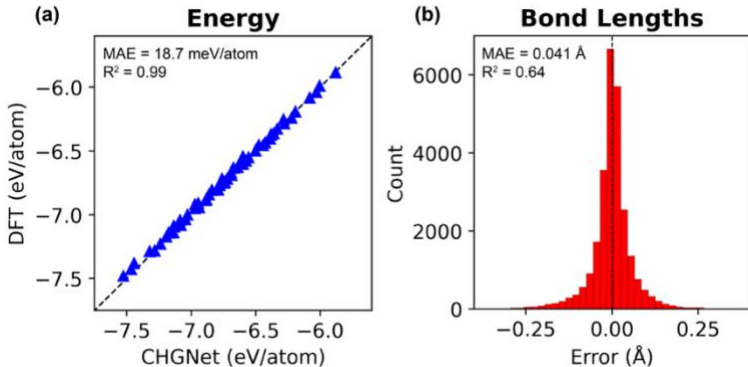 (a)
Energy
MAE = 18.7 meV/atom
R² = 0.99
DFT (eV/atom)
−6.0
−6.5
−7.0
−7.5
−7.5 −7.0 −6.5 −6.0
CHGNet (eV/atom)
(b)
Bond Lengths
MAE = 0.041 Å
R² = 0.64
Count
6000
4000
2000
0
−0.25 0.00 0.25
Error (Å)